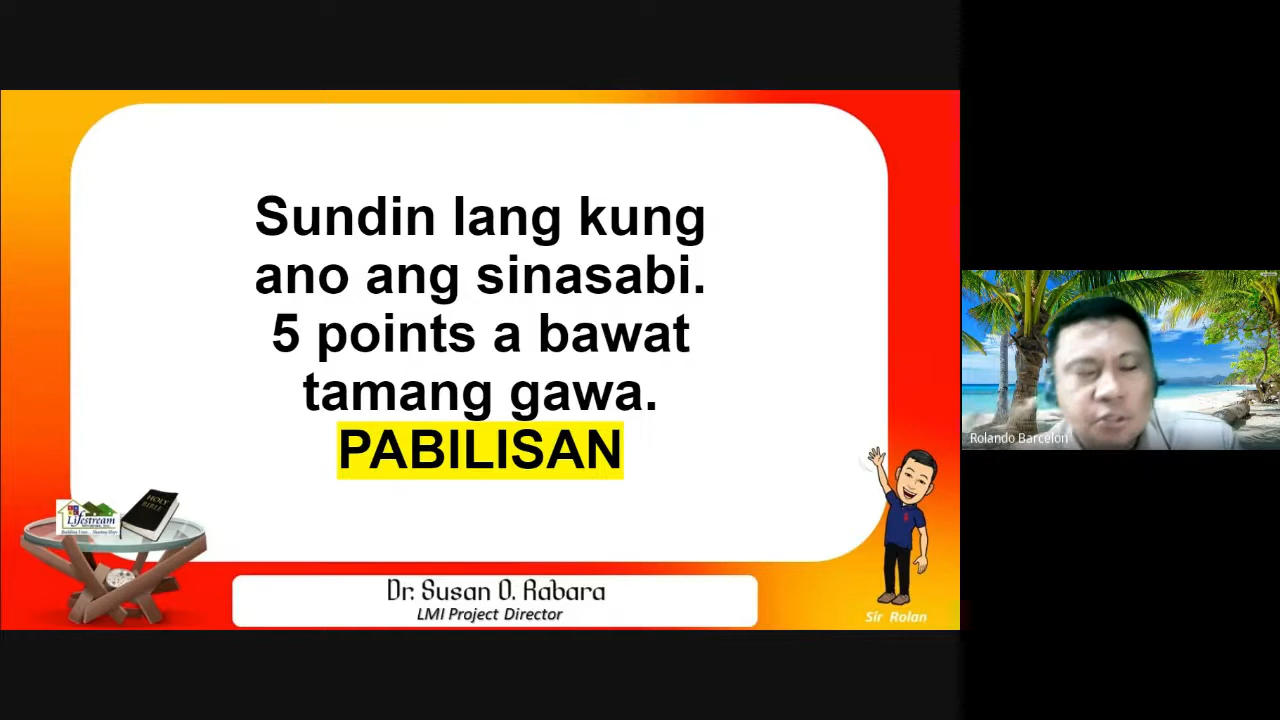 Sundin lang kung
ano ang sinasabi.
5 points a bawat
tamang gawa.
PABILISAN
HOLY
BIBLE
Lifestream
Dr. Susan O. Rabara
LMI Project Director
Sir Rolan
Rolando Barcelon